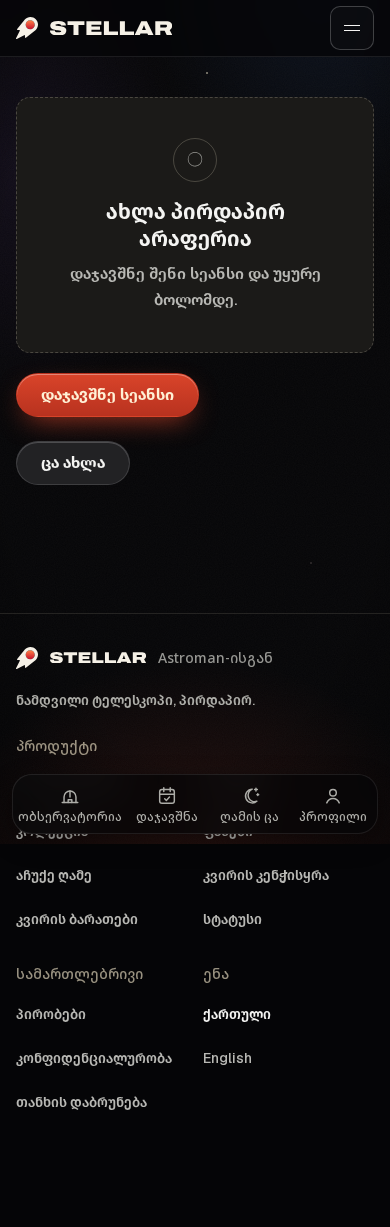 STELLAR
ახლა პირდაპირ
არაფერია
დაჯავშნე შენი სეანსი და უყურე
ბოლომდე.
დაჯავშნე სეანსი
ცა ახლა
STELLAR Astroman-ისგან
ნამდვილი ტელესკოპი, პირდაპირ.
პროდუქტი
ობსერვატორია დაჯავშნა ღამის ცა პროფილი
აჩუქე ღამე კვირის კენჭისყრა
კვირის ბარათები სტატუსი
სამართლებრივი ენა
პირობები ქართული
კონფიდენციალურობა English
თანხის დაბრუნება